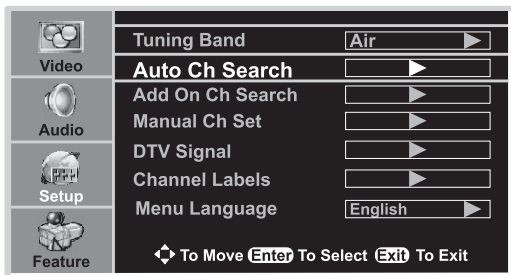 Video
Audio
Setup
Feature
Tuning Band Air
Auto Ch Search
Add On Ch Search
Manual Ch Set
DTV Signal
Channel Labels
Menu Language English
To Move Enter To Select Exit To Exit